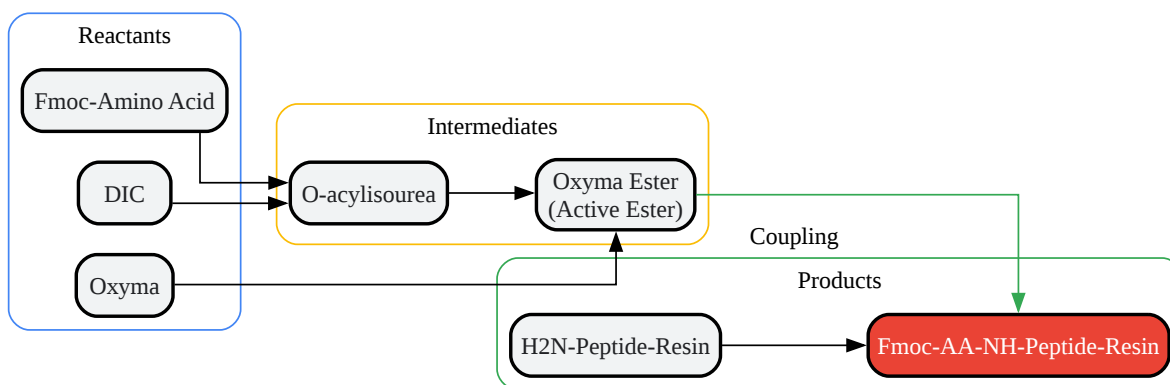 Reactants
Fmoc-Amino Acid
Intermediates
DIC
O-acylisourea
Oxyma Ester
(Active Ester)
Coupling
Oxyma
Products
H2N-Peptide-Resin
Fmoc-AA-NH-Peptide-Resin